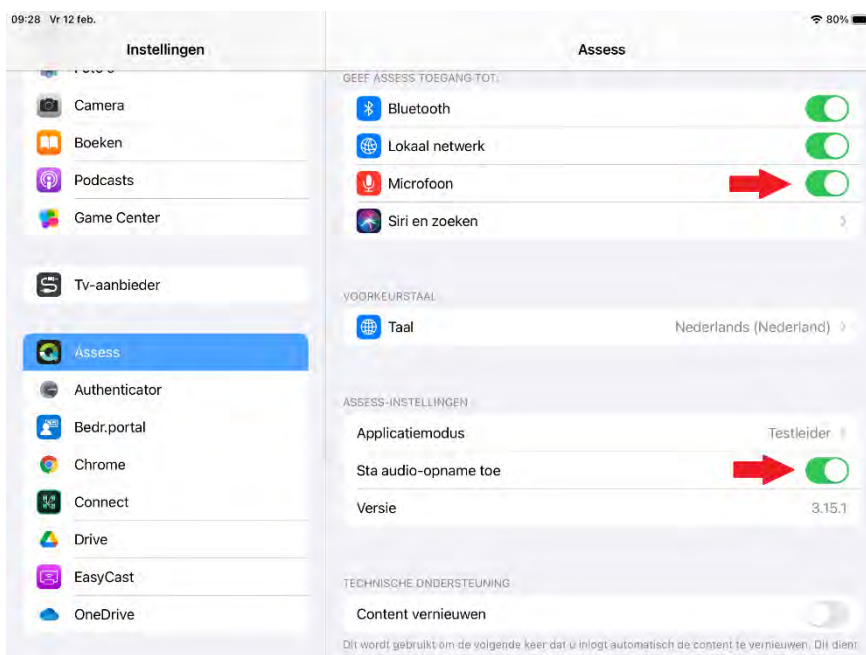 09:28 Vr 12 feb.
80%
Instellingen
Assess
Camera
Boeken
Podcasts
Game Center
Tv-aanbieder
Assess
Authenticator
Bedr.portal
Chrome
Connect
Drive
EasyCast
OneDrive
GEEF ASSESS TOEGANG TOT:
Bluetooth
Lokaal netwerk
Microfoon
Siri en zoeken
VOORKEURSTAAL
Taal Nederlands (Nederland)
ASSESS-INSTELLINGEN
Applicatiemodus Testleider
Sta audio-opname toe
Versie 3.15.1
TECHNISCHE ONDERSTEUNING
Content vernieuwen
Dit wordt gebruikt om de volgende keer dat u inlogt automatisch de content te vernieuwen. Dit dient